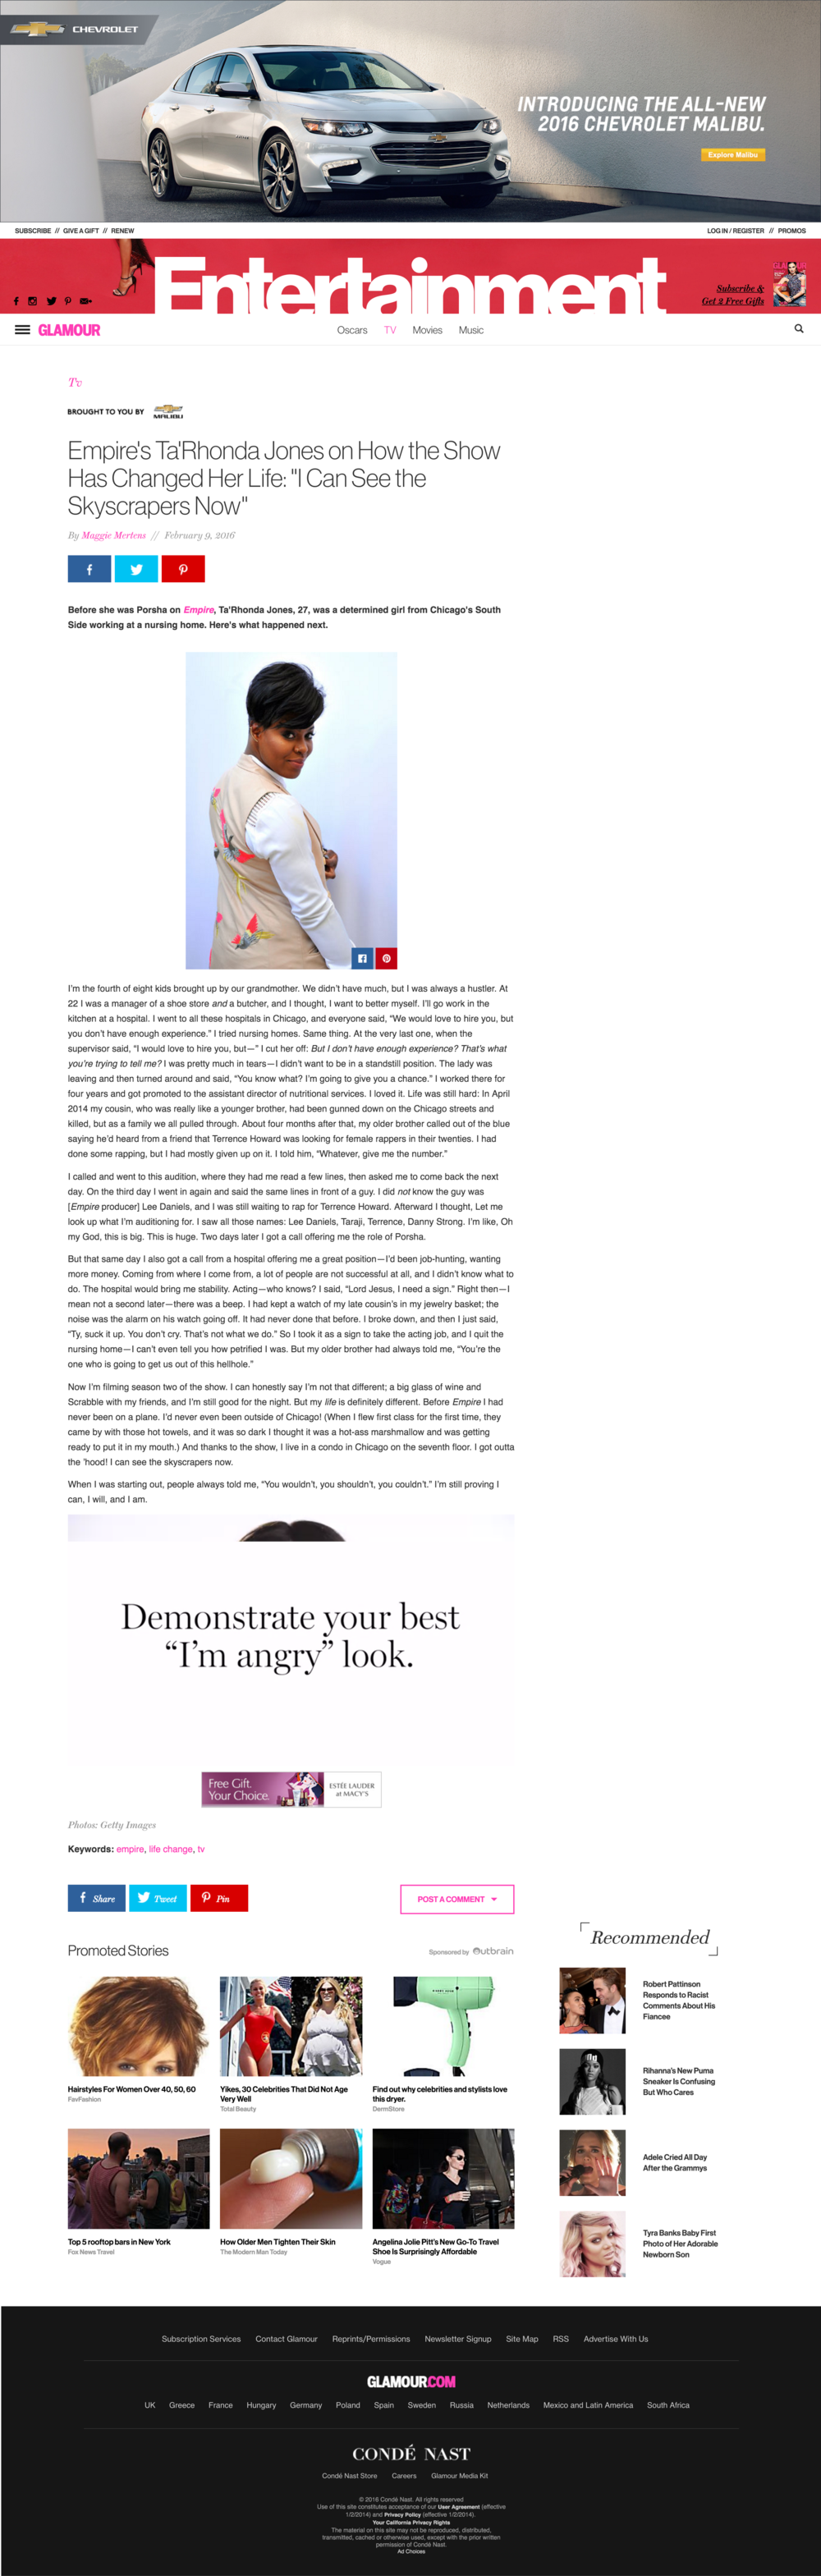 CHEVROLET
INTRODUCING THE ALL-NEW
2016 CHEVROLET MALIBU.
Explore Malibu
SUBSCRIBE // GIVE A GIFT // RENEW
LOG IN / REGISTER // PROMOS
Entertainment
Subscribe &
Get 2 Free Gifts
GLAMOUR
Oscars TV Movies Music
Tv
BROUGHT TO YOU BY MALIBU
Empire's Ta'Rhonda Jones on How the Show
Has Changed Her Life: "I Can See the
Skyscrapers Now"
By Maggie Mertens // February 9, 2016
Before she was Porsha on Empire, Ta'Rhonda Jones, 27, was a determined girl from Chicago's South
Side working at a nursing home. Here's what happened next.
I'm the fourth of eight kids brought up by our grandmother. We didn't have much, but I was always a hustler. At
22 I was a manager of a shoe store and a butcher, and I thought, I want to better myself. I'll go work in the
kitchen at a hospital. I went to all these hospitals in Chicago, and everyone said, "We would love to hire you, but
you don't have enough experience." I tried nursing homes. Same thing. At the very last one, when the
supervisor said, "I would love to hire you, but—" I cut her off: But I don't have enough experience? That's what
you're trying to tell me? I was pretty much in tears—I didn't want to be in a standstill position. The lady was
leaving and then turned around and said, "You know what? I'm going to give you a chance." I worked there for
four years and got promoted to the assistant director of nutritional services. I loved it. Life was still hard: In April
2014 my cousin, who was really like a younger brother, had been gunned down on the Chicago streets and
killed, but as a family we all pulled through. About four months after that, my older brother called out of the blue
saying he'd heard from a friend that Terrence Howard was looking for female rappers in their twenties. I had
done some rapping, but I had mostly given up on it. I told him, "Whatever, give me the number."
I called and went to this audition, where they had me read a few lines, then asked me to come back the next
day. On the third day I went in again and said the same lines in front of a guy. I did not know the guy was
[Empire producer] Lee Daniels, and I was still waiting to rap for Terrence Howard. Afterward I thought, Let me
look up what I'm auditioning for. I saw all those names: Lee Daniels, Taraji, Terrence, Danny Strong. I'm like, Oh
my God, this is big. This is huge. Two days later I got a call offering me the role of Porsha.
But that same day I also got a call from a hospital offering me a great position—I'd been job-hunting, wanting
more money. Coming from where I come from, a lot of people are not successful at all, and I didn't know what to
do. The hospital would bring me stability. Acting—who knows? I said, "Lord Jesus, I need a sign." Right then—I
mean not a second later—there was a beep. I had kept a watch of my late cousin's in my jewelry basket; the
noise was the alarm on his watch going off. It had never done that before. I broke down, and then I just said,
"Ty, suck it up. You don't cry. That's not what we do." So I took it as a sign to take the acting job, and I quit the
nursing home—I can't even tell you how petrified I was. But my older brother had always told me, "You're the
one who is going to get us out of this hellhole."
Now I'm filming season two of the show. I can honestly say I'm not that different; a big glass of wine and
Scrabble with my friends, and I'm still good for the night. But my life is definitely different. Before Empire I had
never been on a plane. I'd never even been outside of Chicago! (When I flew first class for the first time, they
came by with those hot towels, and it was so dark I thought it was a hot-ass marshmallow and was getting
ready to put it in my mouth.) And thanks to the show, I live in a condo in Chicago on the seventh floor. I got outta
the 'hood! I can see the skyscrapers now.
When I was starting out, people always told me, "You wouldn't, you shouldn't, you couldn't." I'm still proving I
can, I will, and I am.
Demonstrate your best
"I'm angry" look.
Free Gift.
Your Choice.
ESTĒE LAUDER
at MACY'S
Photos: Getty Images
Keywords: empire, life change, tv
Share Tweet Pin
POST A COMMENT
Recommended
Promoted Stories
Sponsored by Outbrain
Robert Pattinson
Responds to Racist
Comments About His
Fiancee
Rihanna's New Puma
Sneaker Is Confusing
But Who Cares
Hairstyles For Women Over 40, 50, 60
FavFashion
Yikes, 30 Celebrities That Did Not Age
Very Well
Total Beauty
Find out why celebrities and stylists love
this dryer.
DermStore
Adele Cried All Day
After the Grammys
Tyra Banks Baby First
Photo of Her Adorable
Newborn Son
Top 5 rooftop bars in New York
Fox News Travel
How Older Men Tighten Their Skin
The Modern Man Today
Angelina Jolie Pitt's New Go-To Travel
Shoe Is Surprisingly Affordable
Vogue
Subscription Services Contact Glamour Reprints/Permissions Newsletter Signup Site Map RSS Advertise With Us
GLAMOUR.COM
UK Greece France Hungary Germany Poland Spain Sweden Russia Netherlands Mexico and Latin America South Africa
CONDÉ NAST
Condé Nast Store Careers Glamour Media Kit
© 2016 Condé Nast. All rights reserved
Use of this site constitutes acceptance of our User Agreement (effective
1/2/2014) and Privacy Policy (effective 1/2/2014).
Your California Privacy Rights
The material on this site may not be reproduced, distributed,
transmitted, cached or otherwise used, except with the prior written
permission of Condé Nast.
Ad Choices